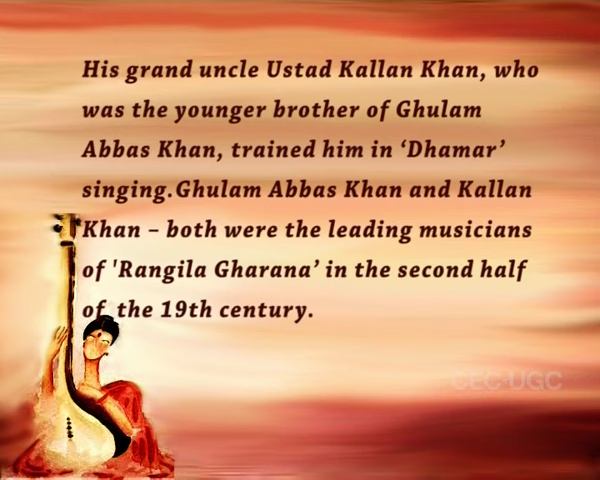 His grand uncle Ustad Kallan Khan, who
was the younger brother of Ghulam
Abbas Khan, trained him in ‘Dhamar’
singing.Ghulam Abbas Khan and Kallan
Khan – both were the leading musicians
of 'Rangila Gharana’ in the second half
of the 19th century.
CEC-UGC